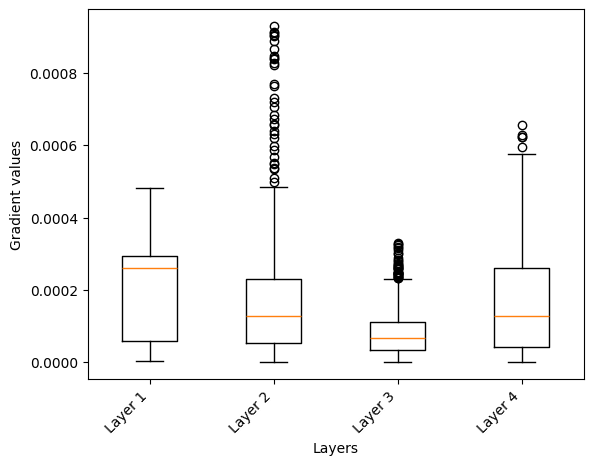 Gradient values
0.0008
0.0006
0.0004
0.0002
0.0000
Layer 1
Layer 2
Layer 3
Layer 4
Layers